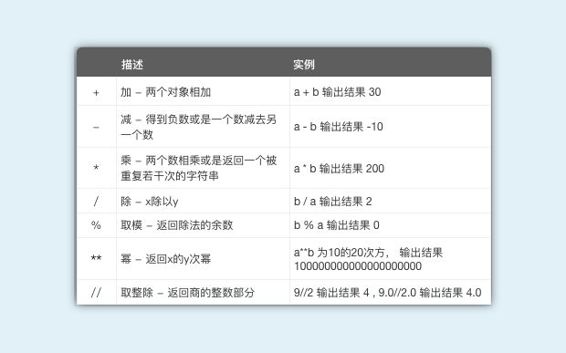 描述 实例
+ 加 – 两个对象相加 a + b 输出结果 30
– 减 – 得到负数或是一个数减去另
一个数 a - b 输出结果 -10
* 乘 – 两个数相乘或是返回一个被
重复若干次的字符串 a * b 输出结果 200
/ 除 – x除以y b / a 输出结果 2
% 取模 – 返回除法的余数 b % a 输出结果 0
** 幂 – 返回x的y次幂 a**b 为10的20次方， 输出结果
100000000000000000000
// 取整除 – 返回商的整数部分 9//2 输出结果 4 , 9.0//2.0 输出结果 4.0